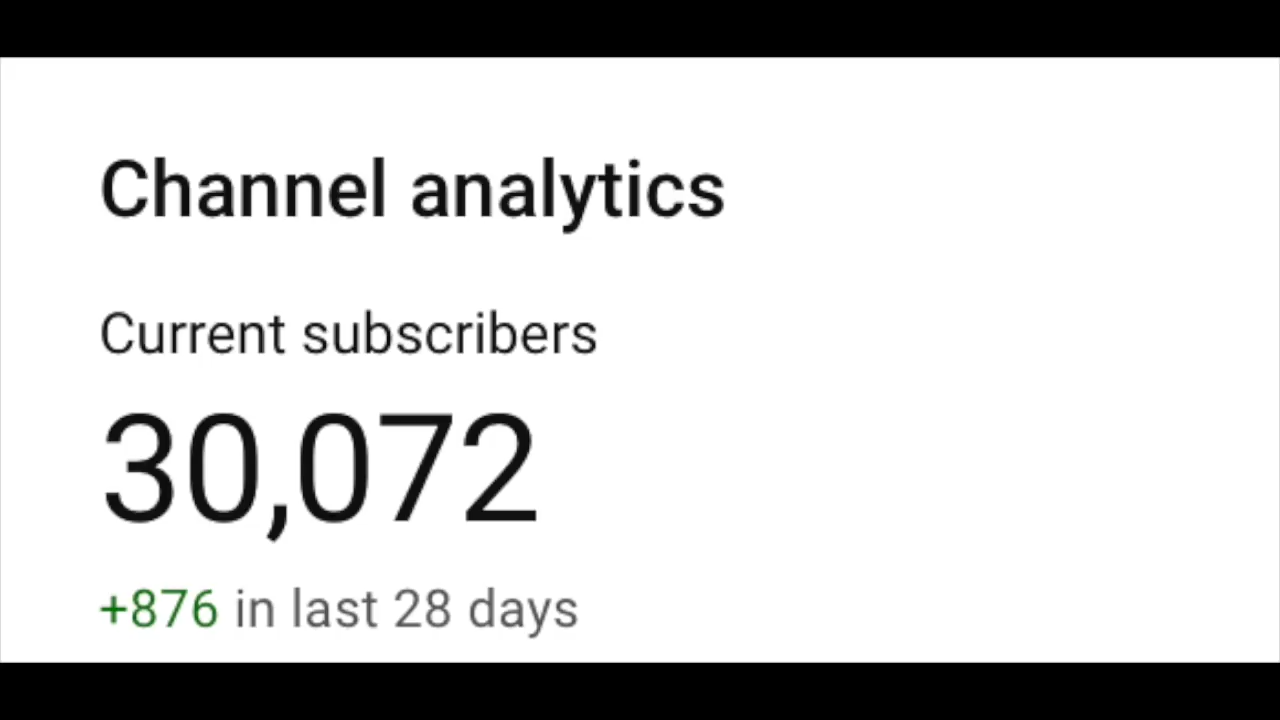 Channel analytics
Current subscribers
30,072
+876 in last 28 days